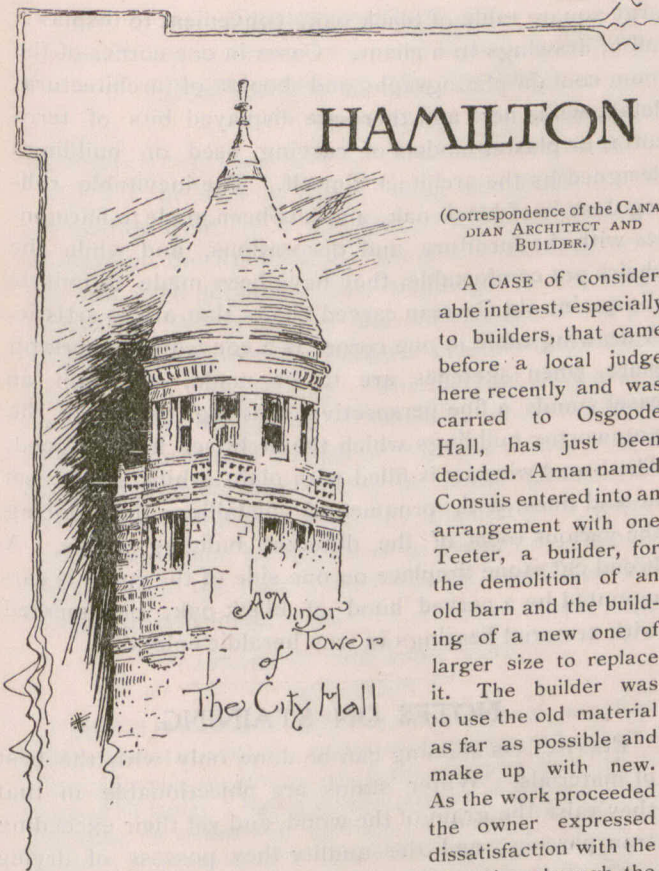 HAMILTON
(Correspondence of the CANA
DIAN ARCHITECT AND
BUILDER.)
A CASE of consider
able interest, especially
to builders, that came
before a local judge
here recently and was
carried to Osgoode
Hall, has just been
decided. A man named
Consuis entered into an
arrangement with one
Teeter, a builder, for
the demolition of an
old barn and the build
ing of a new one of
larger size to replace
it. The builder was
to use the old material
as far as possible and
make up with new.
As the work proceeded
the owner expressed
dissatisfaction with the
A Minor
Tower
of
The City Hall